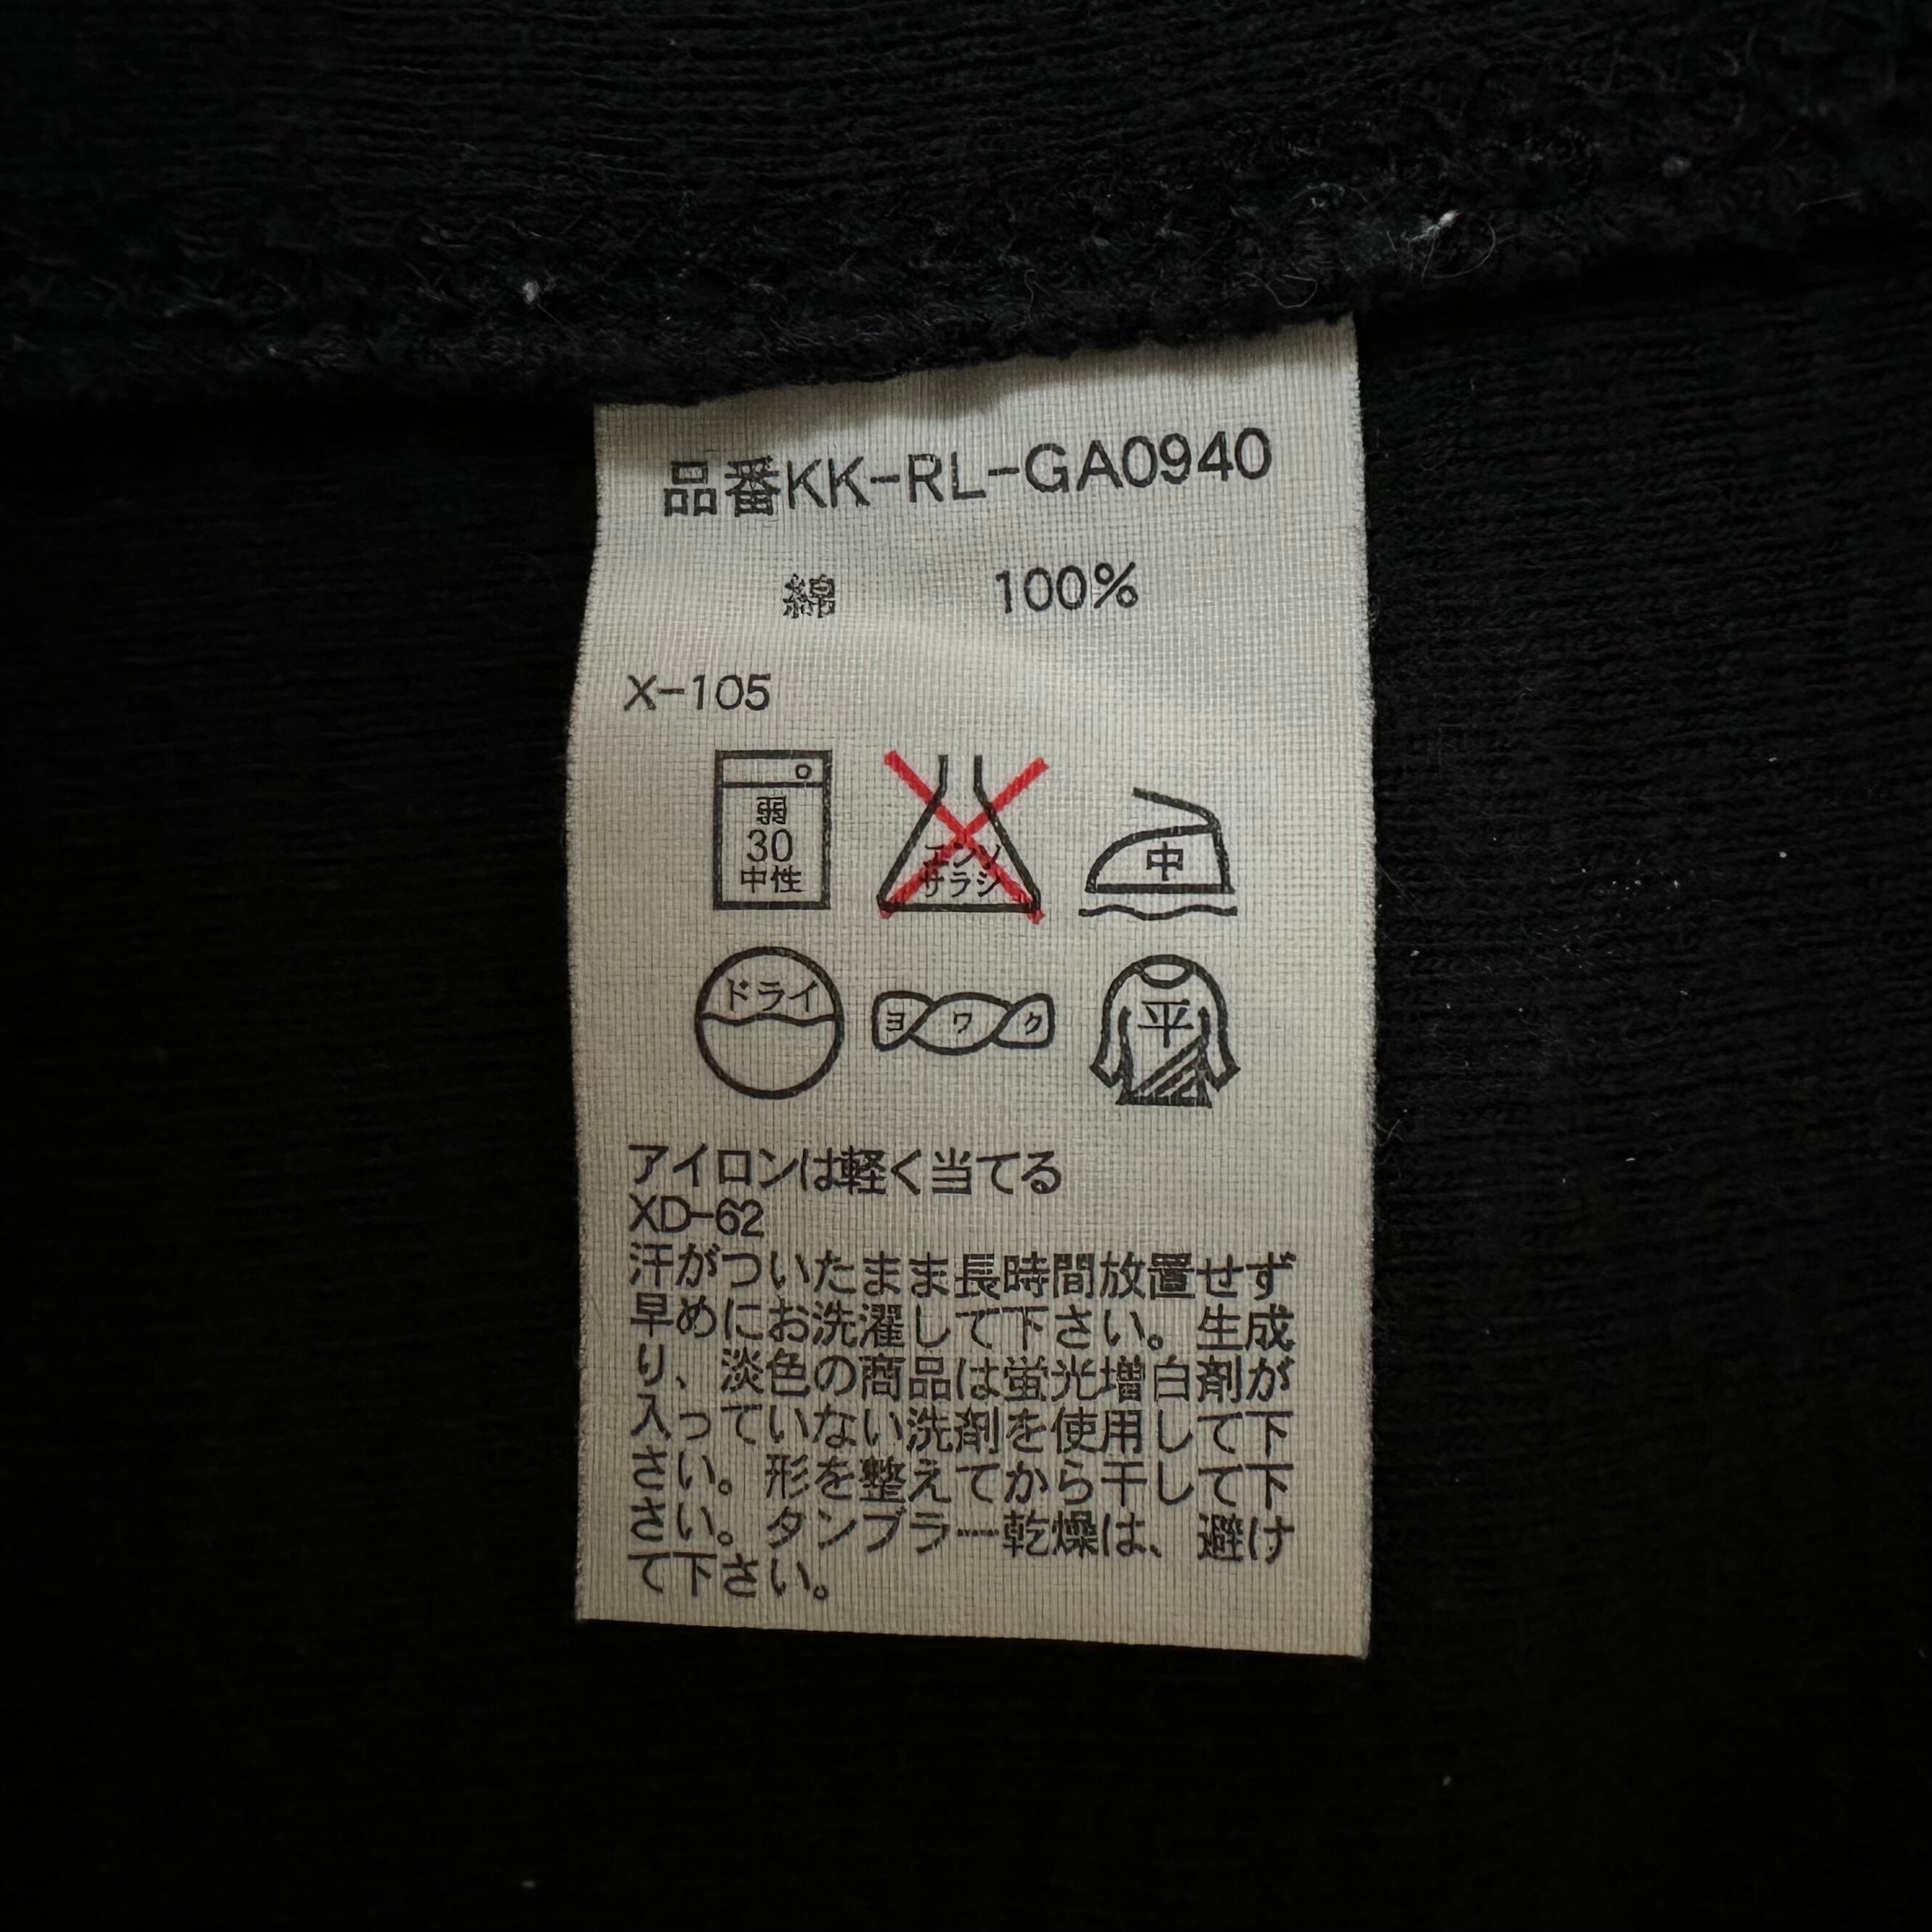 品番KK-RL-GA0940
綿 100%
X-105
弱
30
中性
エンソ
サラシ
中
ドライ
ヨワク
平
アイロンは軽く当てる
XD-62
汗がついたまま長時間放置せず
早めにお洗濯して下さい。生成
り、淡色の商品は蛍光増白剤が
入っていない洗剤を使用して下
さい。形を整えてから干して下
さい。タンブラー乾燥は、避け
て下さい。